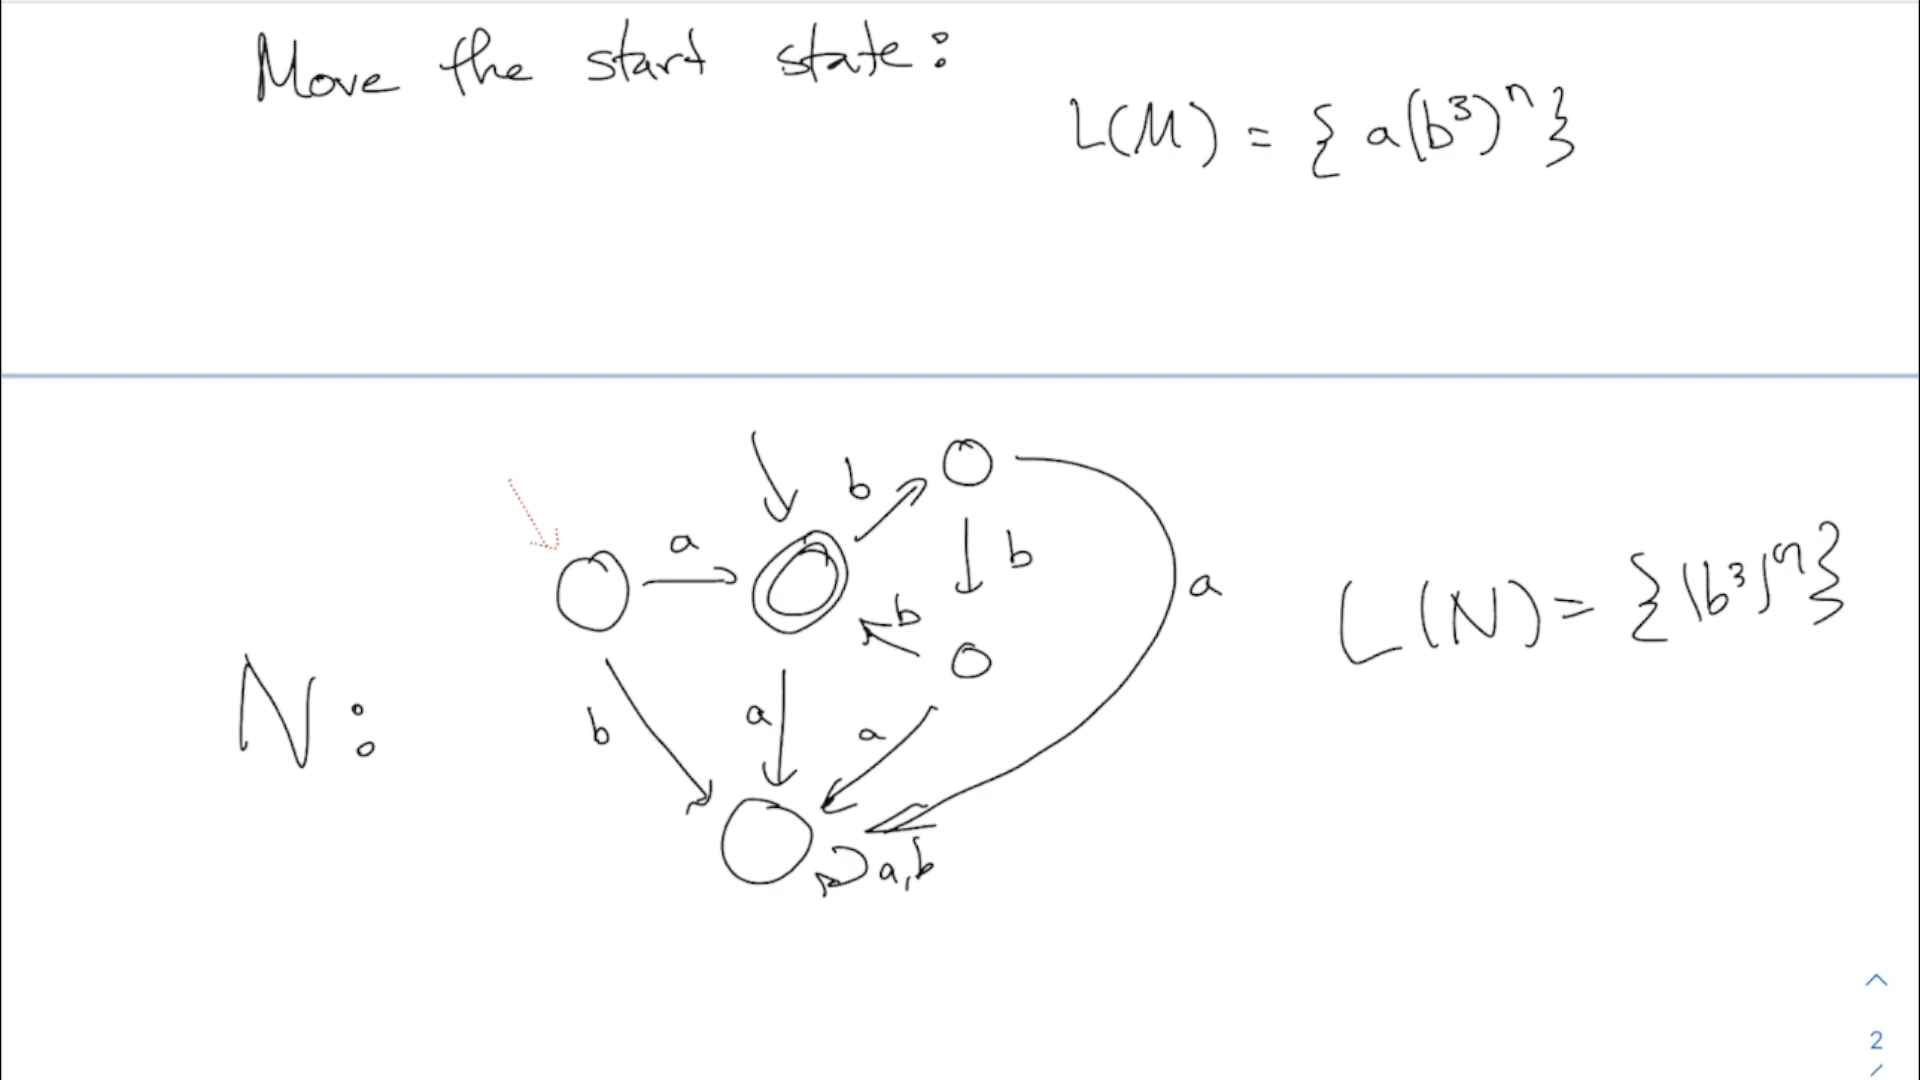 Move the start state:
L(M) = { a(b³)ⁿ }
b
a
b
a
b
L(N) = { (b³)ⁿ }
N:
b
a
a
a,b
2